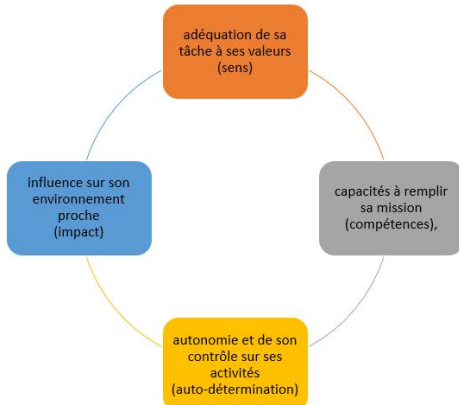 adéquation de sa
tâche à ses valeurs
(sens)
influence sur son
environnement
proche
(impact)
capacités à remplir
sa mission
(compétences),
autonomie et de son
contrôle sur ses
activités
(auto-détermination)